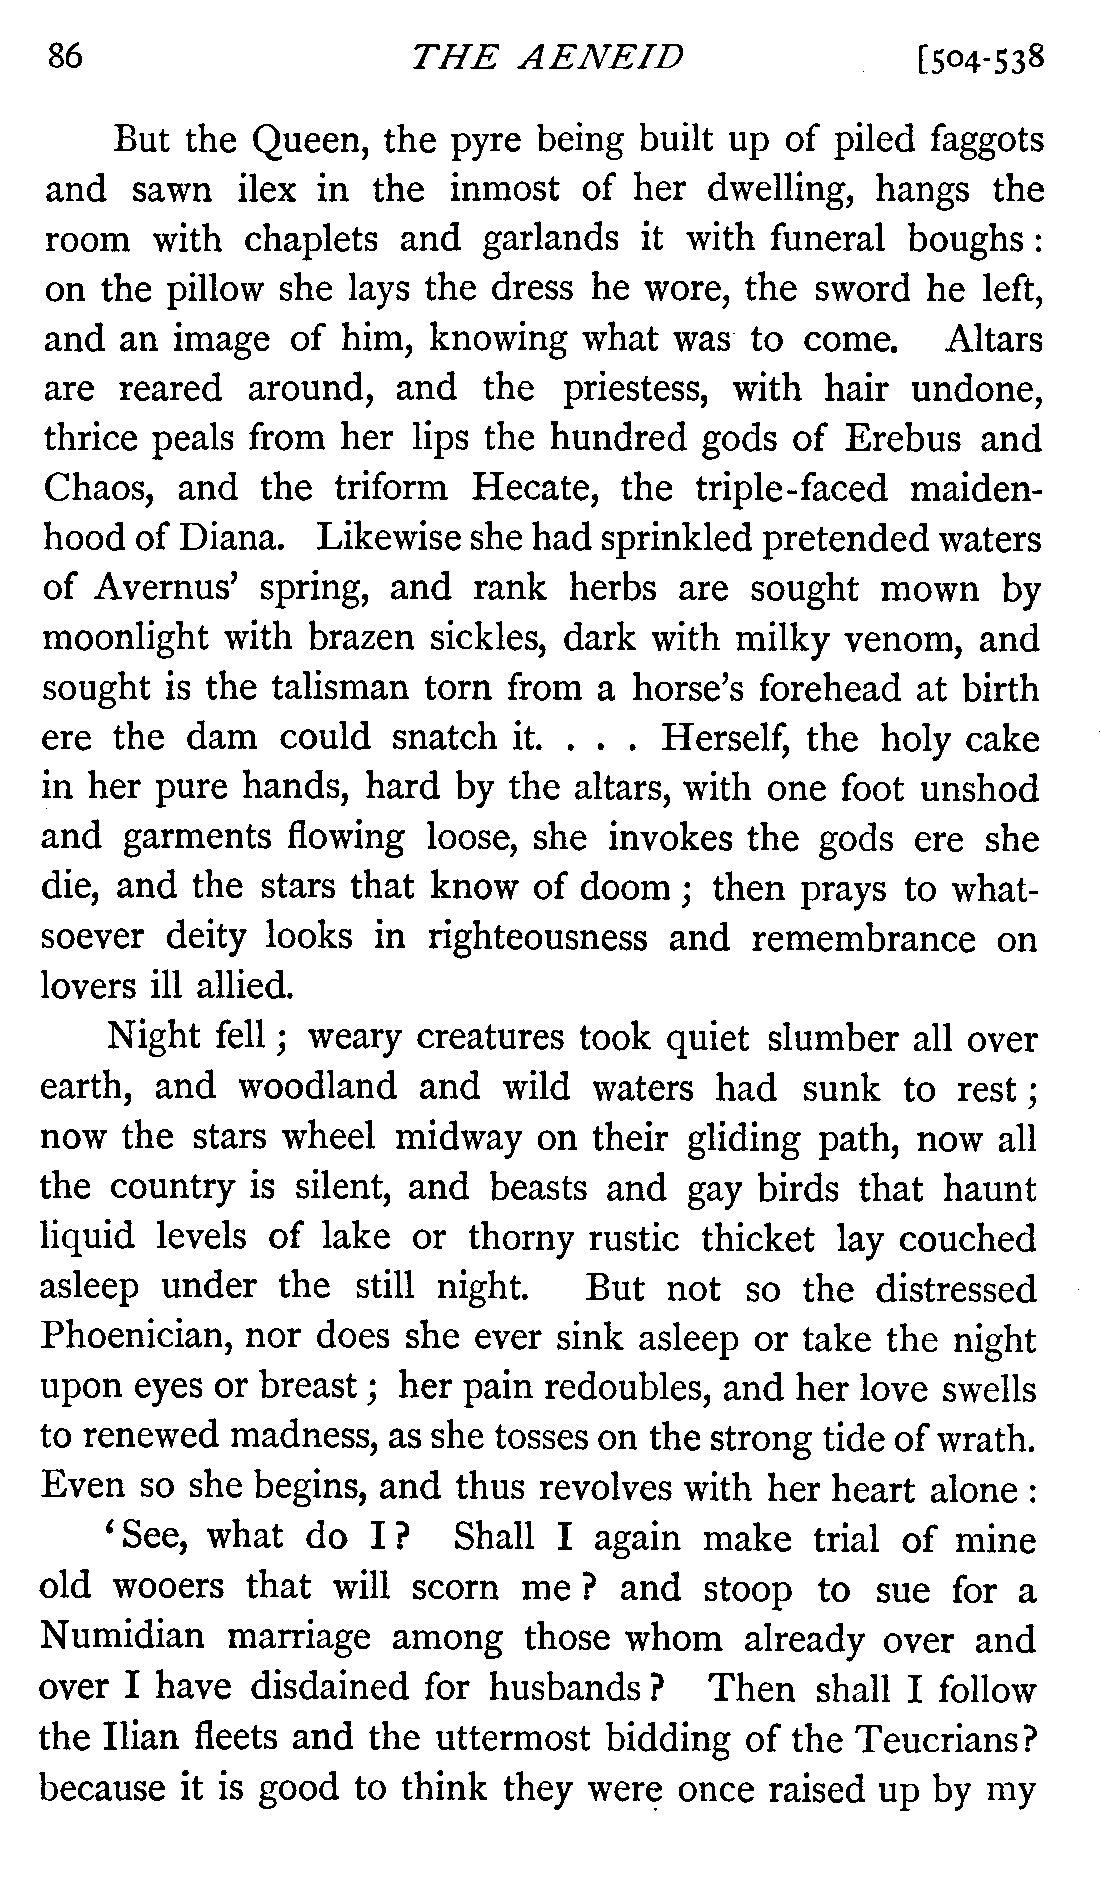 86 THE AENEID [504-538
But the Queen, the pyre being built up of piled faggots
and sawn ilex in the inmost of her dwelling, hangs the
room with chaplets and garlands it with funeral boughs :
on the pillow she lays the dress he wore, the sword he left,
and an image of him, knowing what was to come. Altars
are reared around, and the priestess, with hair undone,
thrice peals from her lips the hundred gods of Erebus and
Chaos, and the triform Hecate, the triple-faced maiden-
hood of Diana. Likewise she had sprinkled pretended waters
of Avernus' spring, and rank herbs are sought mown by
moonlight with brazen sickles, dark with milky venom, and
sought is the talisman torn from a horse's forehead at birth
ere the dam could snatch it. . . . Herself, the holy cake
in her pure hands, hard by the altars, with one foot unshod
and garments flowing loose, she invokes the gods ere she
die, and the stars that know of doom ; then prays to what-
soever deity looks in righteousness and remembrance on
lovers ill allied.
Night fell ; weary creatures took quiet slumber all over
earth, and woodland and wild waters had sunk to rest ;
now the stars wheel midway on their gliding path, now all
the country is silent, and beasts and gay birds that haunt
liquid levels of lake or thorny rustic thicket lay couched
asleep under the still night. But not so the distressed
Phoenician, nor does she ever sink asleep or take the night
upon eyes or breast ; her pain redoubles, and her love swells
to renewed madness, as she tosses on the strong tide of wrath.
Even so she begins, and thus revolves with her heart alone :
'See, what do I ? Shall I again make trial of mine
old wooers that will scorn me ? and stoop to sue for a
Numidian marriage among those whom already over and
over I have disdained for husbands ? Then shall I follow
the Ilian fleets and the uttermost bidding of the Teucrians?
because it is good to think they were once raised up by my